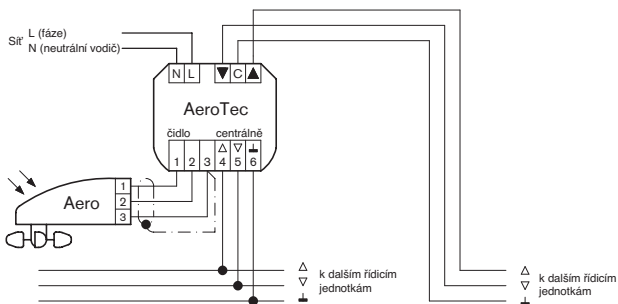 L (fáze)
Síť
N (neutrální vodič)
N L C
AeroTec
čidlo centrálně
1 2 3 4 5 6
Aero
1
2
3
k dalším řídicím
jednotkám
k dalším řídicím
jednotkám